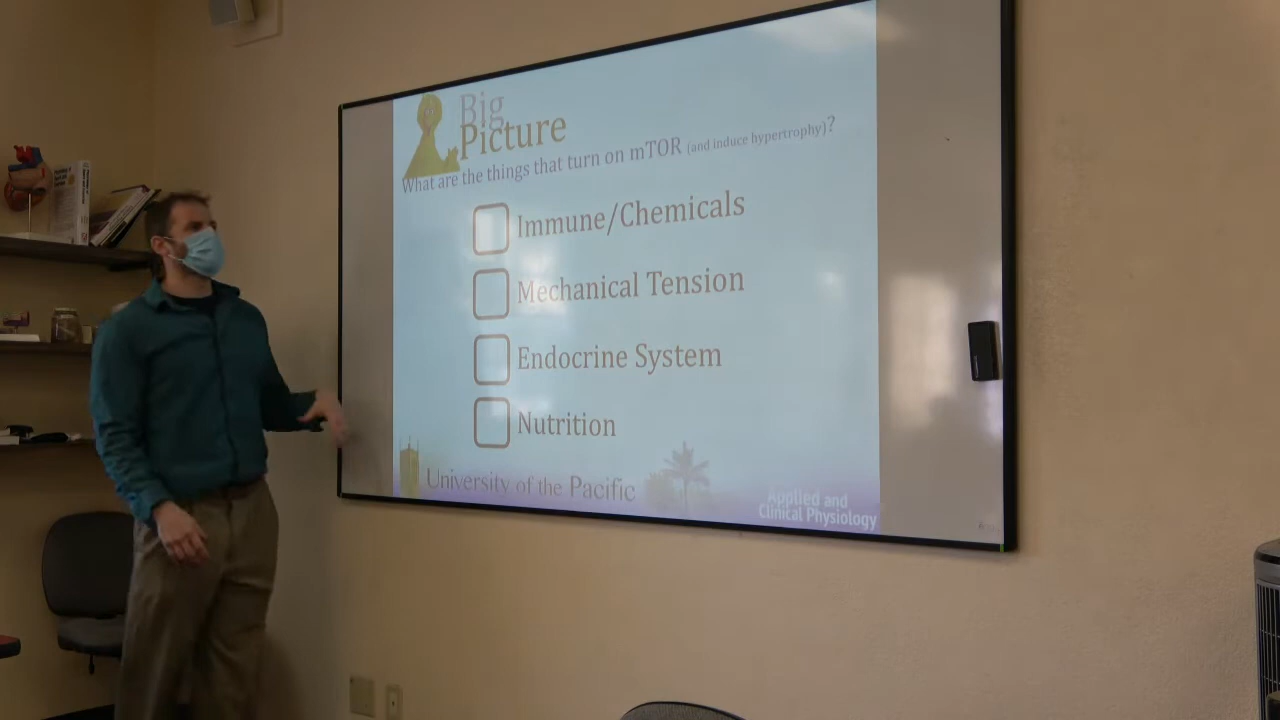 Big
Picture
What are the things that turn on mTOR (and induce hypertrophy)?
Immune/Chemicals
Mechanical Tension
Endocrine System
Nutrition
University of the Pacific
Applied and
Clinical Physiology